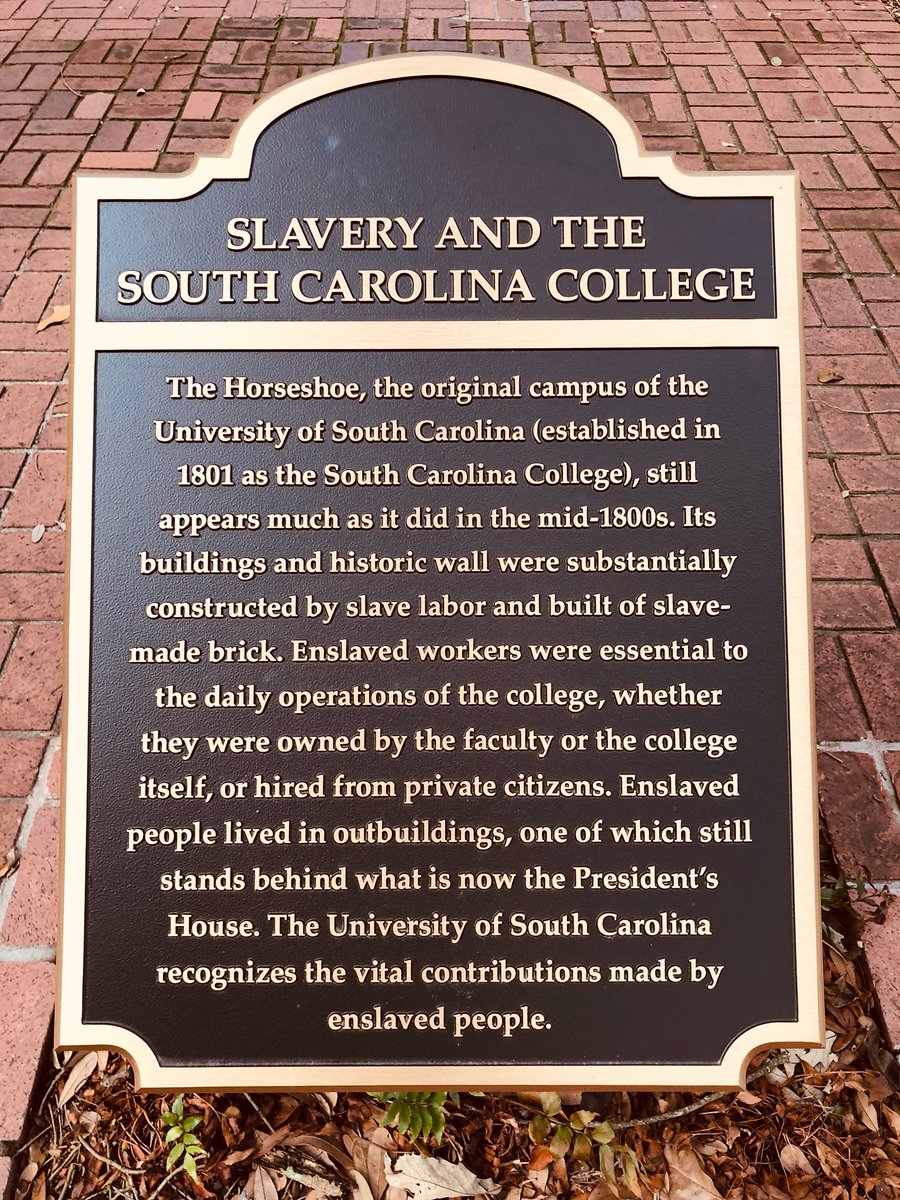 SLAVERY AND THE
SOUTH CAROLINA COLLEGE
The Horseshoe, the original campus of the
University of South Carolina (established in
1801 as the South Carolina College), still
appears much as it did in the mid-1800s. Its
buildings and historic wall were substantially
constructed by slave labor and built of slave-
made brick. Enslaved workers were essential to
the daily operations of the college, whether
they were owned by the faculty or the college
itself, or hired from private citizens. Enslaved
people lived in outbuildings, one of which still
stands behind what is now the President's
House. The University of South Carolina
recognizes the vital contributions made by
enslaved people.